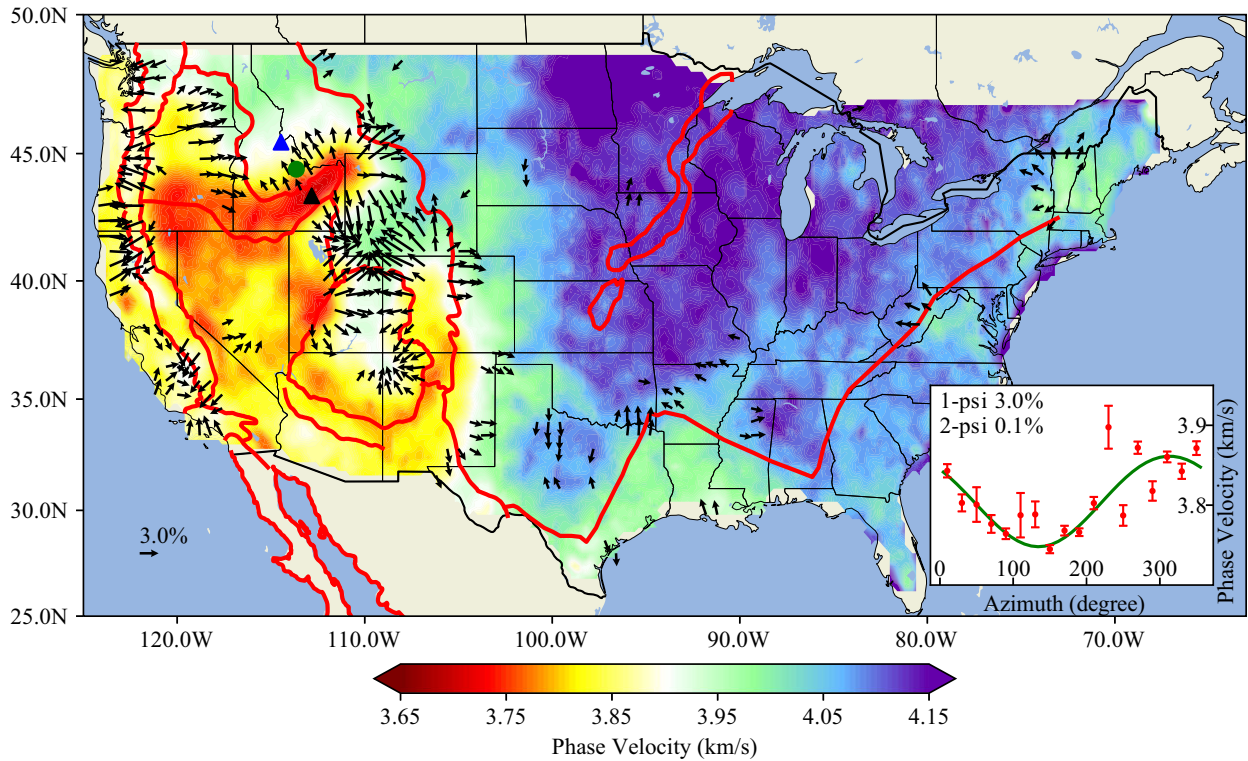 50.0N
45.0N
40.0N
35.0N
30.0N
25.0N
3.0%
1-psi 3.0%
2-psi 0.1%
3.9
3.8
Phase Velocity (km/s)
0 100 200 300
Azimuth (degree)
120.0W 110.0W 100.0W 90.0W 80.0W 70.0W
3.65 3.75 3.85 3.95 4.05 4.15
Phase Velocity (km/s)